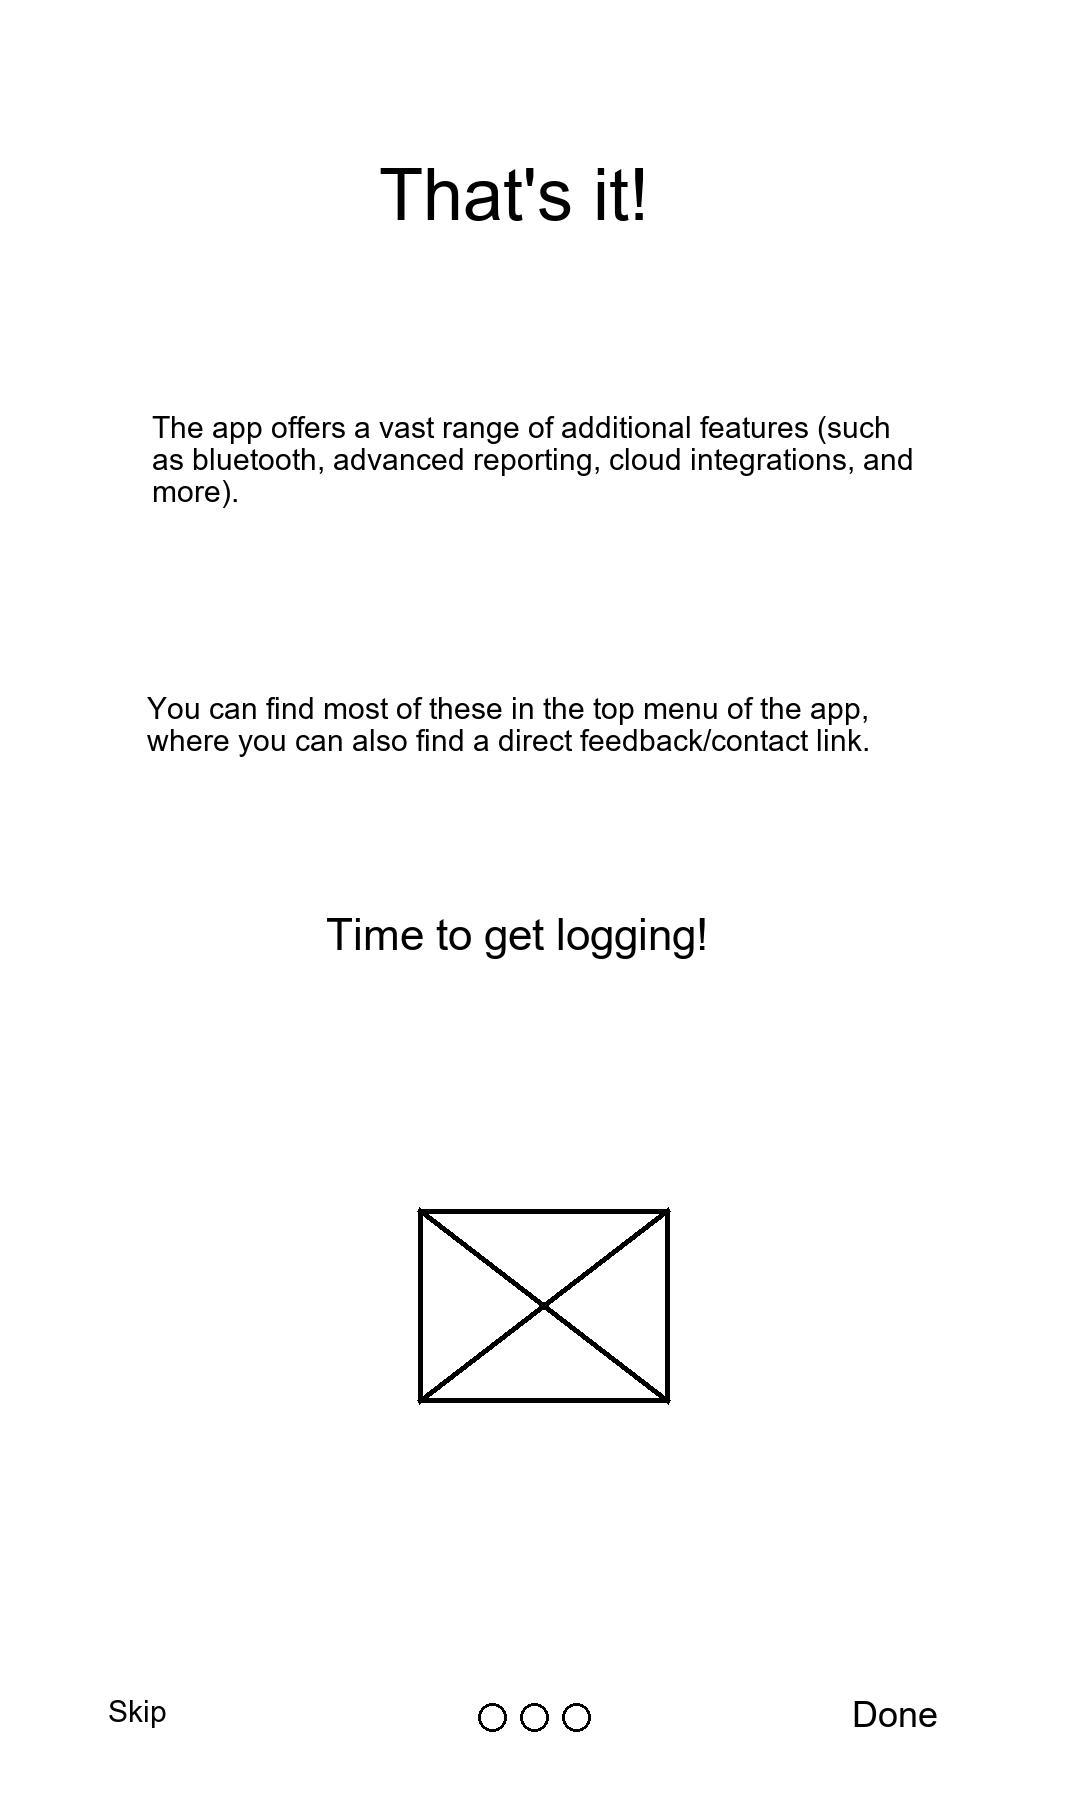 That's it!
The app offers a vast range of additional features (such
as bluetooth, advanced reporting, cloud integrations, and
more).
You can find most of these in the top menu of the app,
where you can also find a direct feedback/contact link.
Time to get logging!
Skip
Done